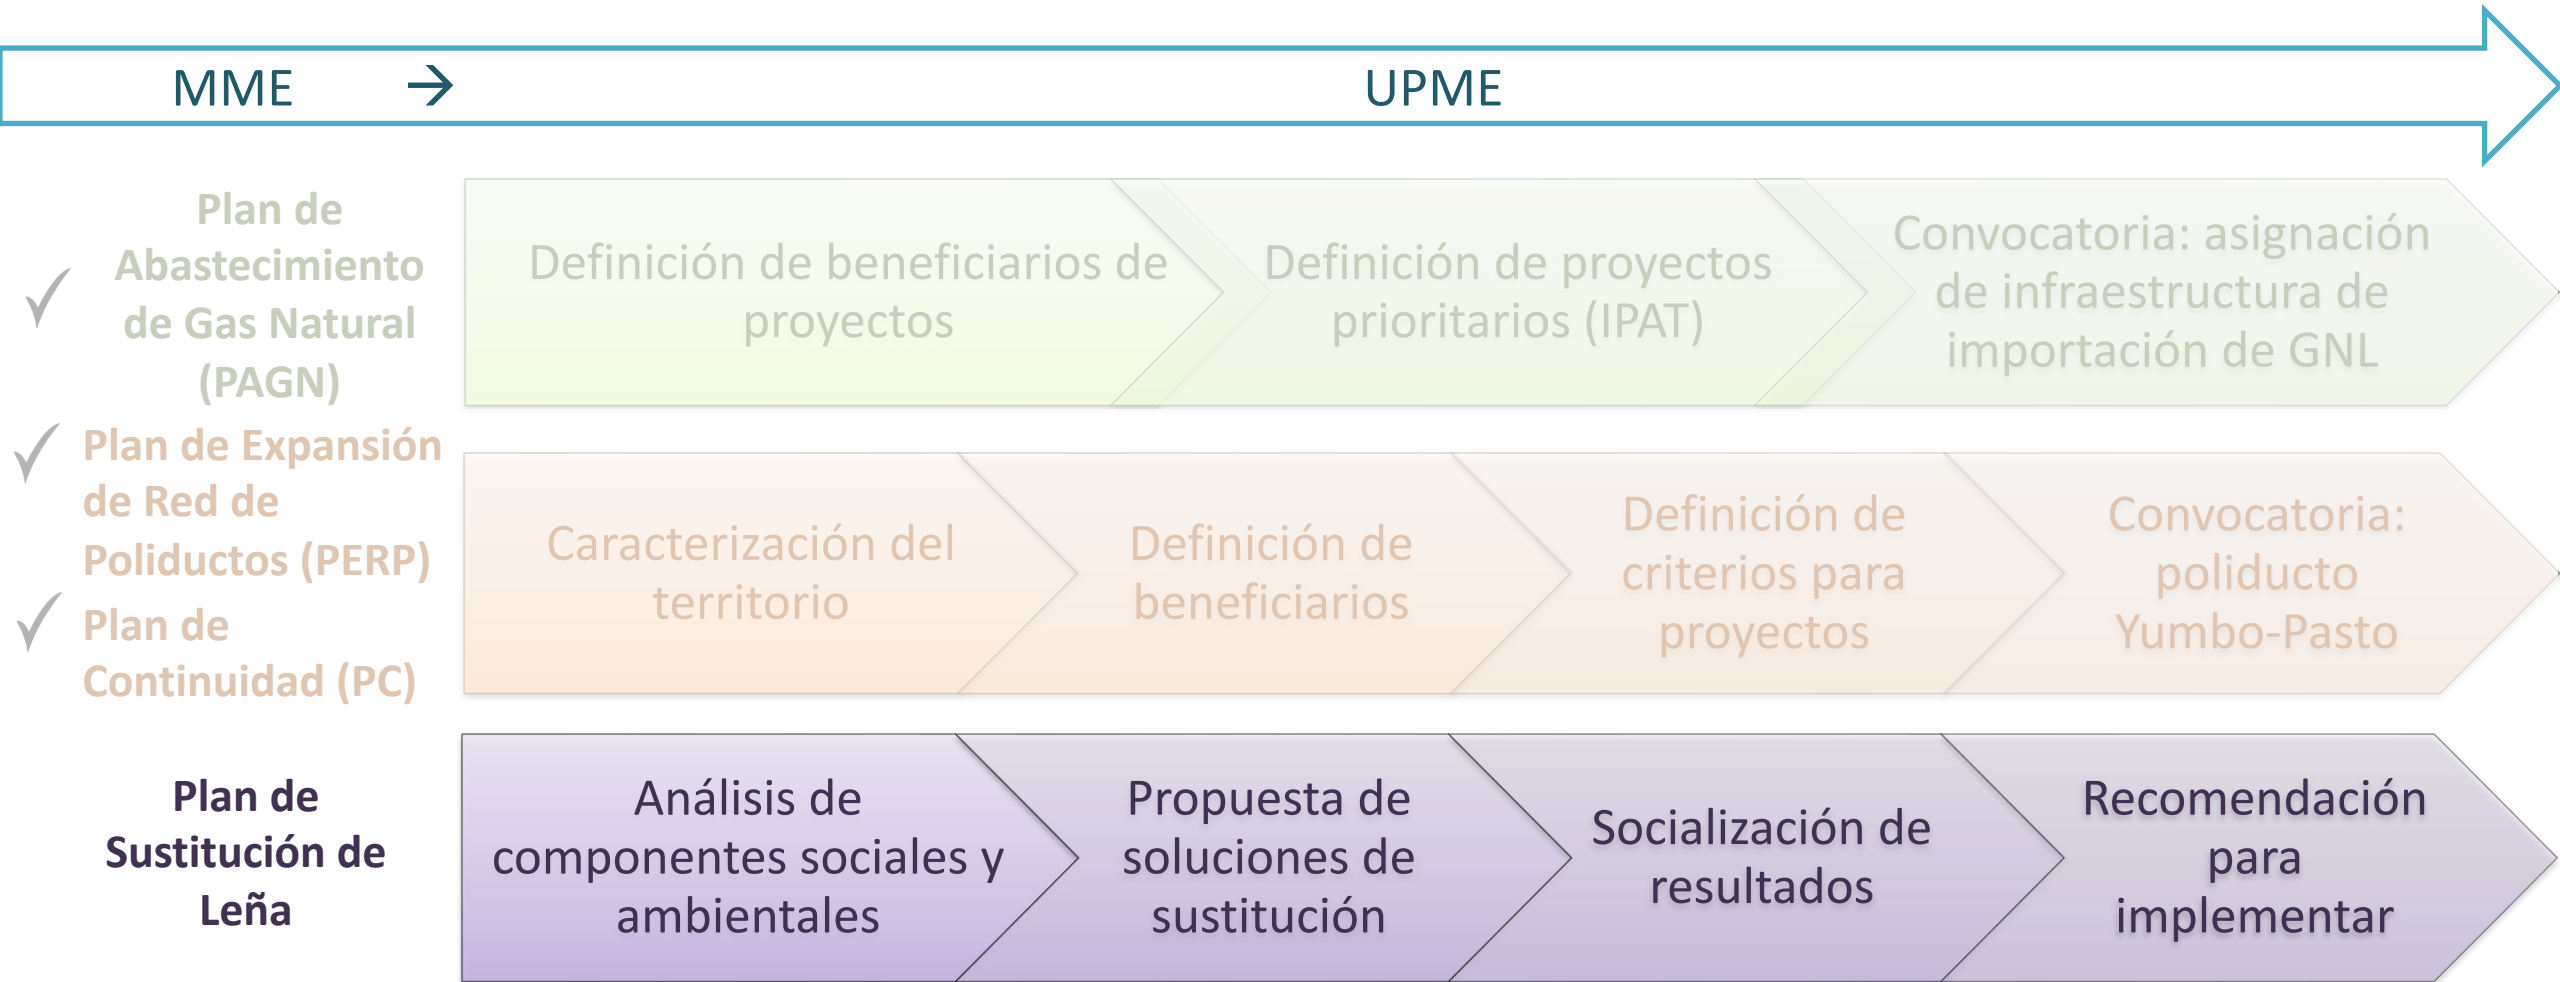 MME → UPME
Plan de
Abastecimiento
de Gas Natural
(PAGN)
Definición de beneficiarios de
proyectos
Definición de proyectos
prioritarios (IPAT)
Convocatoria: asignación
de infraestructura de
importación de GNL
Plan de Expansión
de Red de
Poliductos (PERP)
Plan de
Continuidad (PC)
Caracterización del
territorio
Definición de
beneficiarios
Definición de
criterios para
proyectos
Convocatoria:
poliducto
Yumbo-Pasto
Plan de
Sustitución de
Leña
Análisis de
componentes sociales y
ambientales
Propuesta de
soluciones de
sustitución
Socialización de
resultados
Recomendación
para
implementar